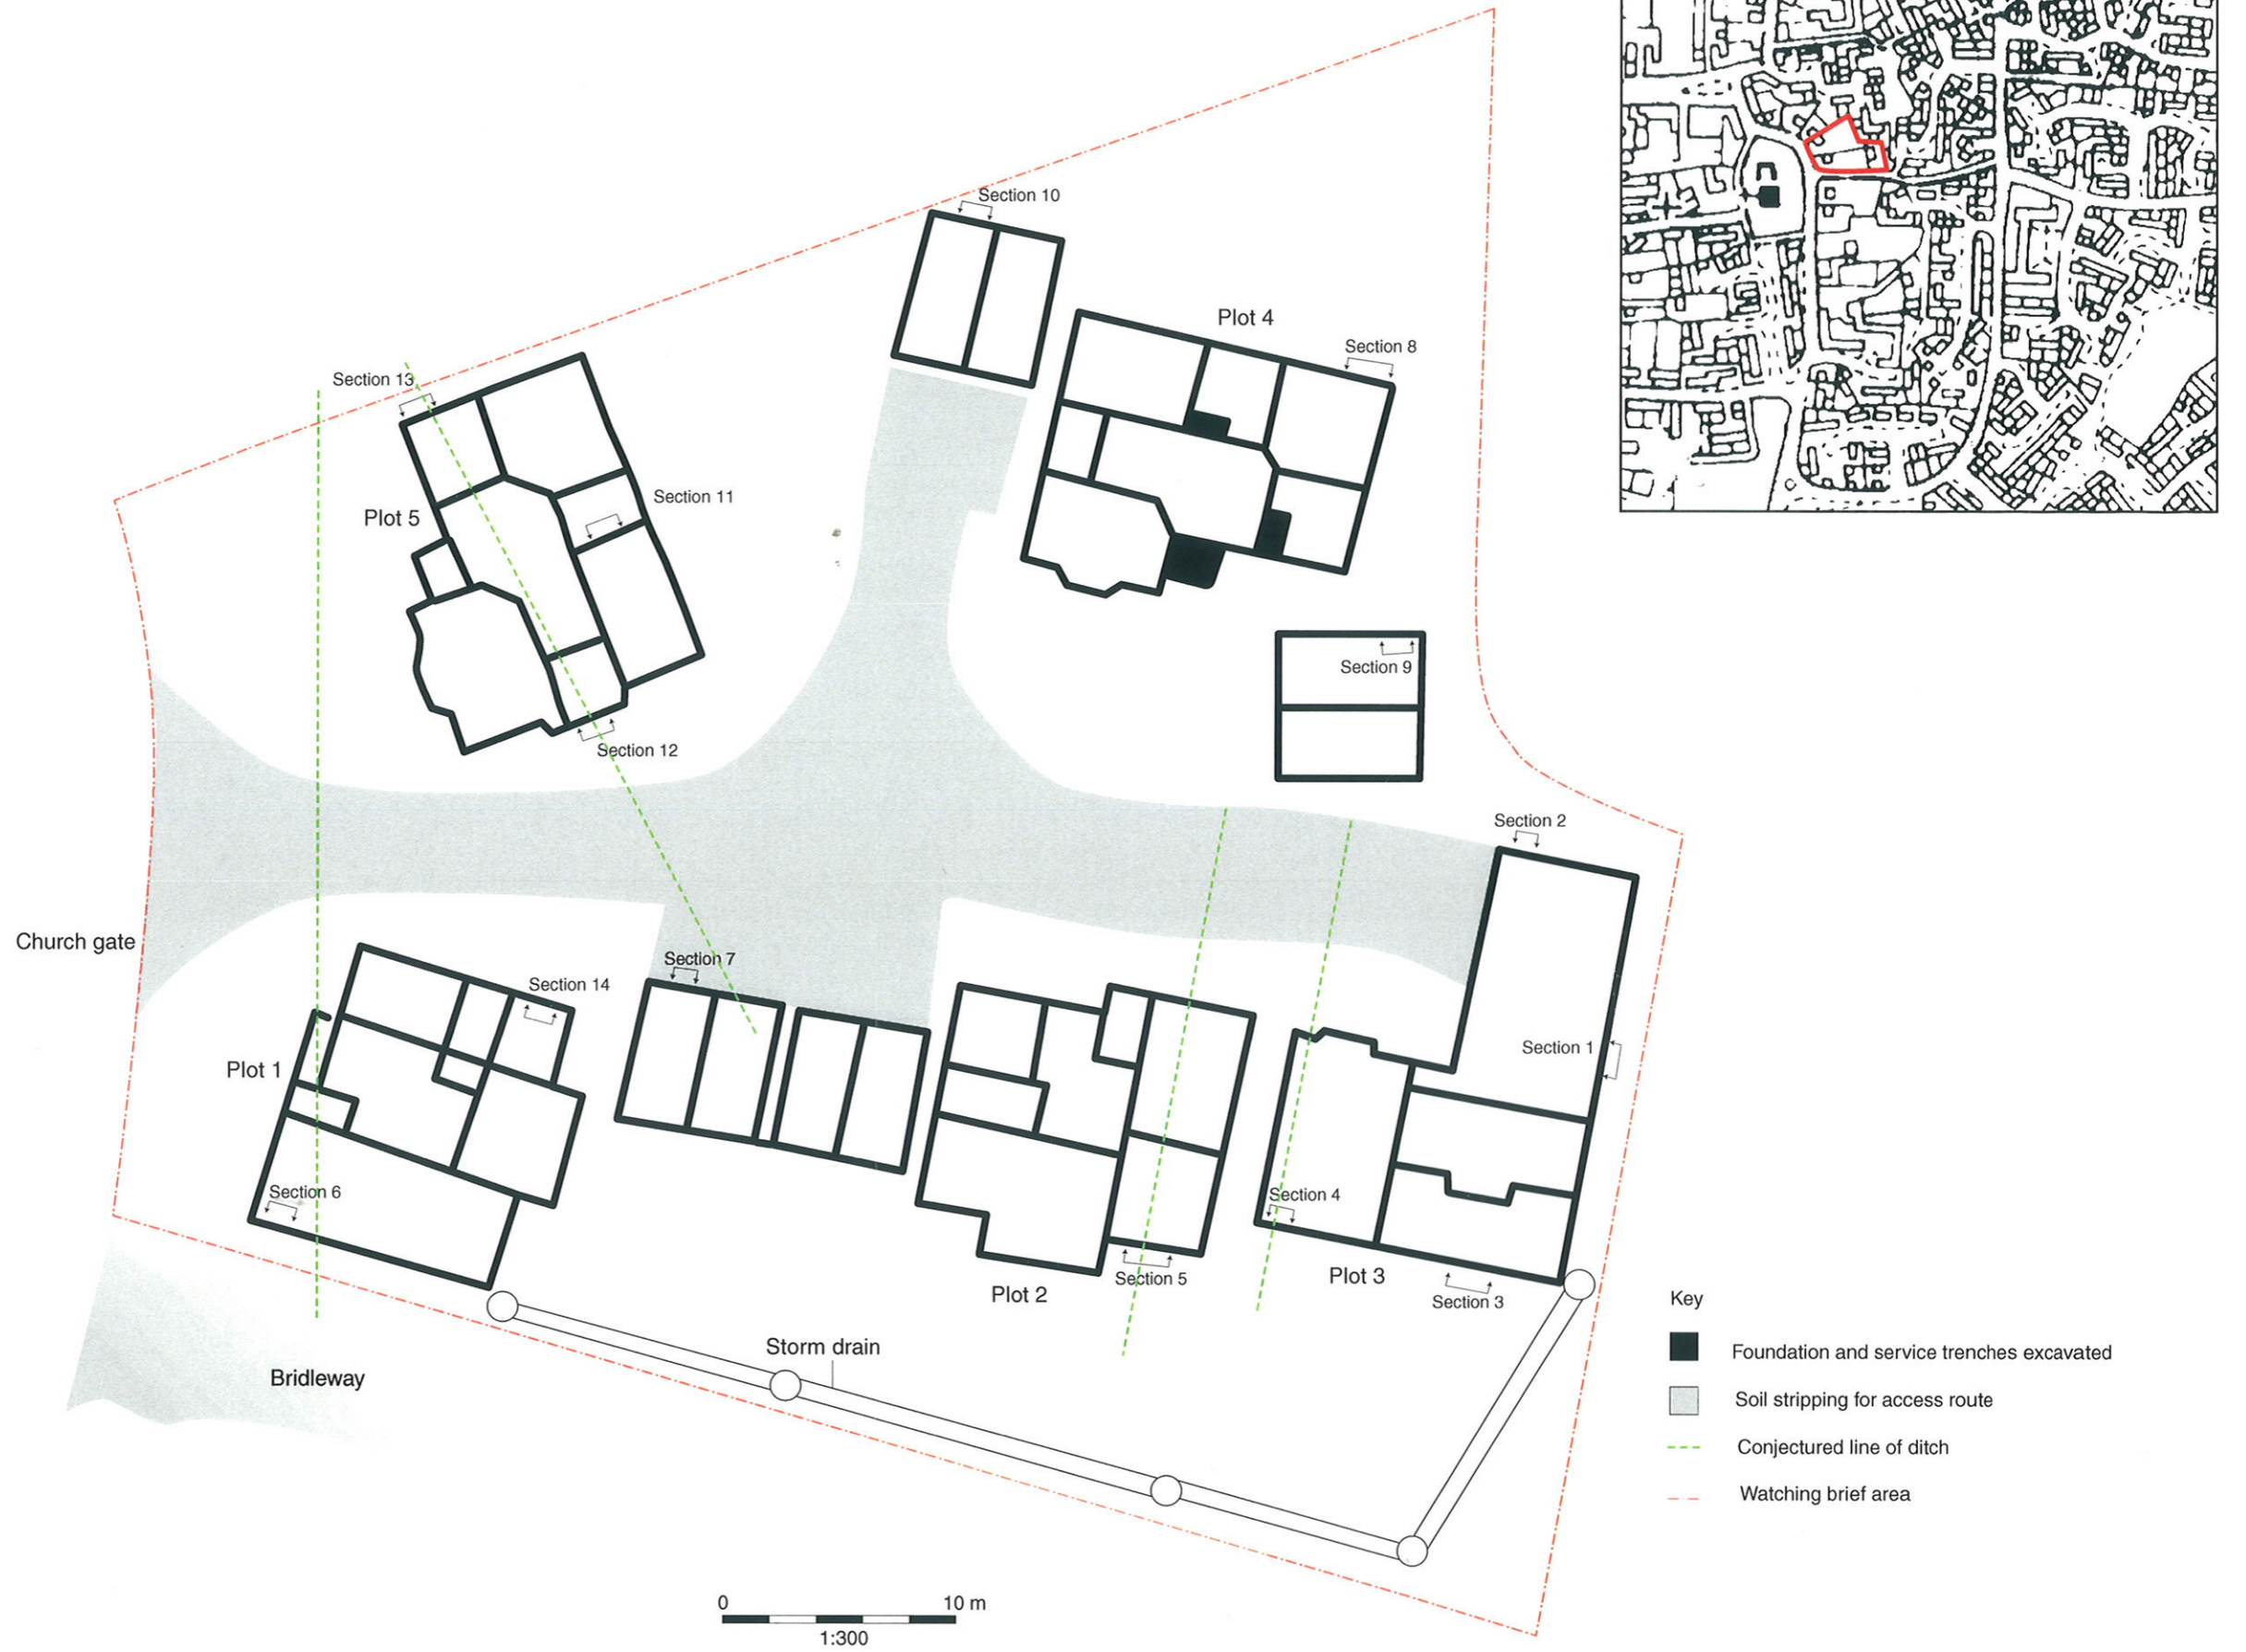 Section 10
Plot 4
Section 8
Section 13
Section 11
Plot 5
Section 9
Section 12
Section 2
Church gate
Section 7
Section 14
Section 1
Plot 1
Section 6
Section 4
Section 5
Plot 2
Plot 3
Section 3
Storm drain
Bridleway
Key
Foundation and service trenches excavated
Soil stripping for access route
Conjectured line of ditch
Watching brief area
0 10 m
1:300